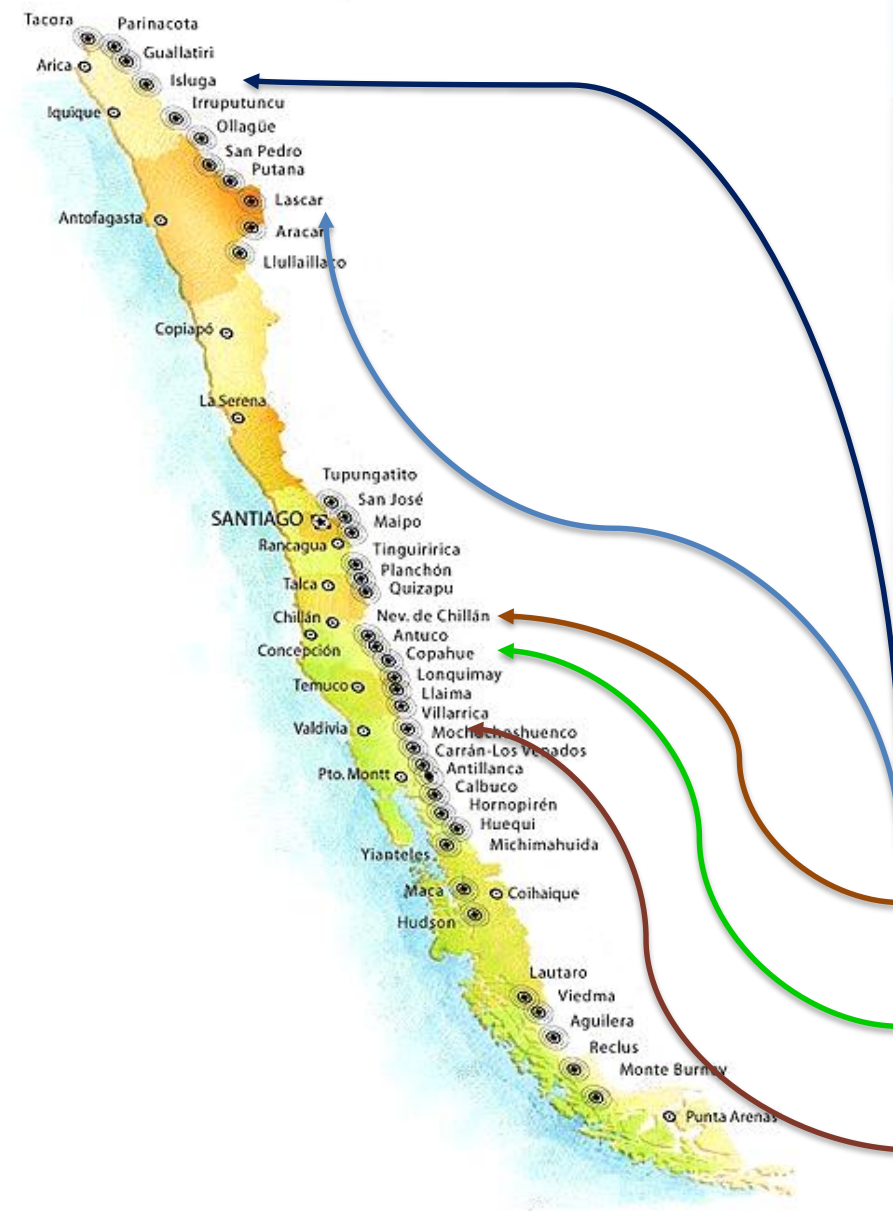 Tacora
Parinacota
Guallatiri
Arica
Isluga
Irruputuncu
Iquique
Ollagüe
San Pedro
Putana
Lascar
Antofagasta
Aracar
Llullaillaco
Copiapó
La Serena
Tupungatito
San José
SANTIAGO
Maipo
Rancagua
Tinguiririca
Planchón
Talca
Quizapu
Nev. de Chillán
Chillán
Antuco
Concepción
Copahue
Lonquimay
Temuco
Llaima
Villarrica
Valdivia
Mochochoshuenco
Carrán-Los Venados
Antillanca
Pto. Montt
Calbuco
Hornopirén
Huequi
Michimahuida
Yianteles
Maca
Coihaique
Hudson
Lautaro
Viedma
Aguilera
Reclus
Monte Burney
Punta Arenas